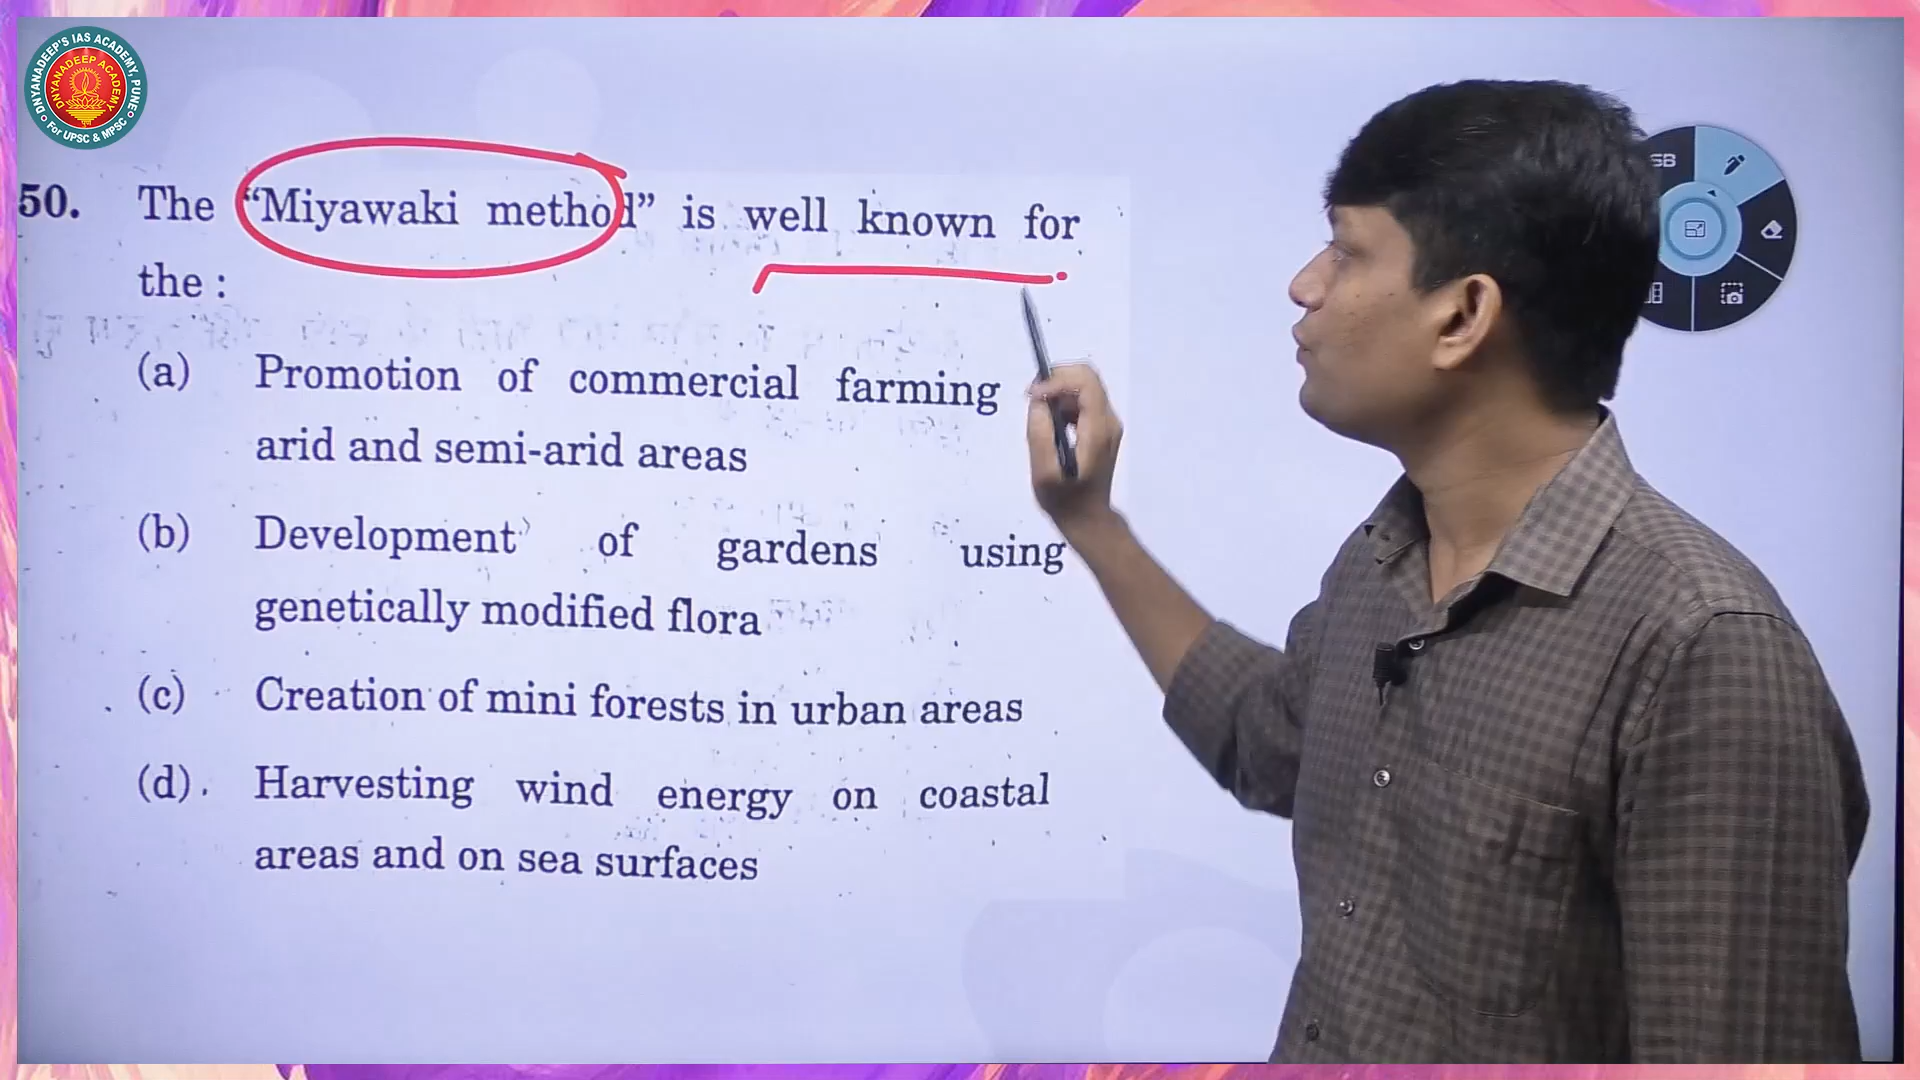 DNYANADEEP'S IAS ACADEMY, PUNE
DNYANADEEP ACADEMY
For UPSC & MPSC
SB
50. The “Miyawaki method” is well known for
the :
(a) Promotion of commercial farming
arid and semi-arid areas
(b) Development of gardens using
genetically modified flora
(c) Creation of mini forests in urban areas
(d) Harvesting wind energy on coastal
areas and on sea surfaces